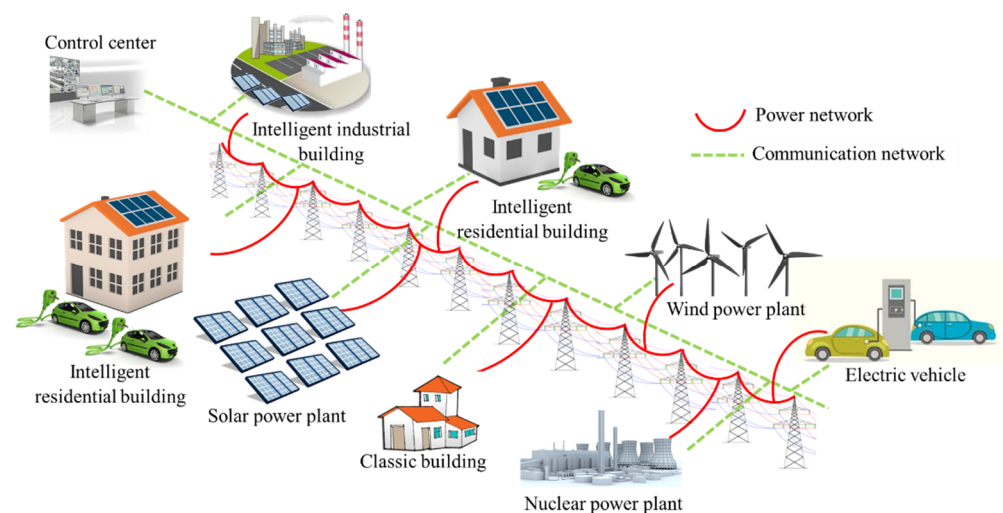 Control center
Intelligent industrial
building
Power network
Communication network
Intelligent
residential building
Wind power plant
Electric vehicle
Intelligent
residential building
Solar power plant
Classic building
Nuclear power plant